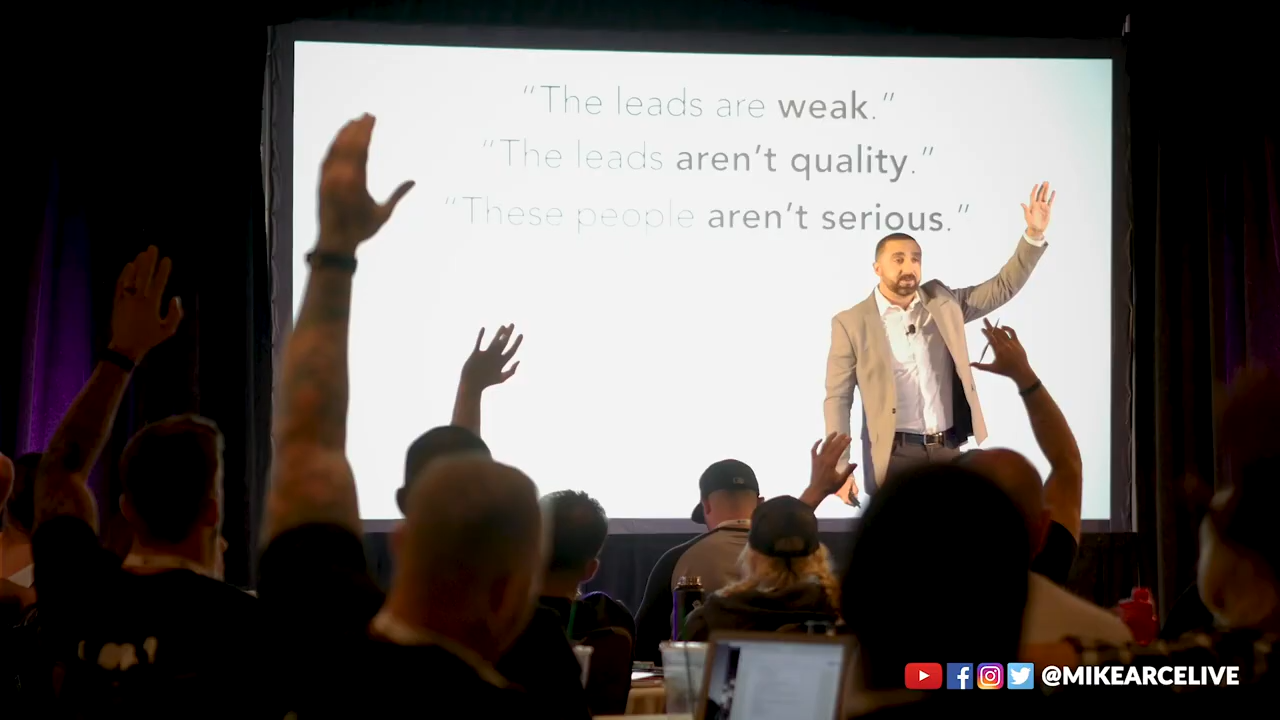 “The leads are weak.”
“The leads aren’t quality.”
“These people aren’t serious.”
@MIKEARCELIVE